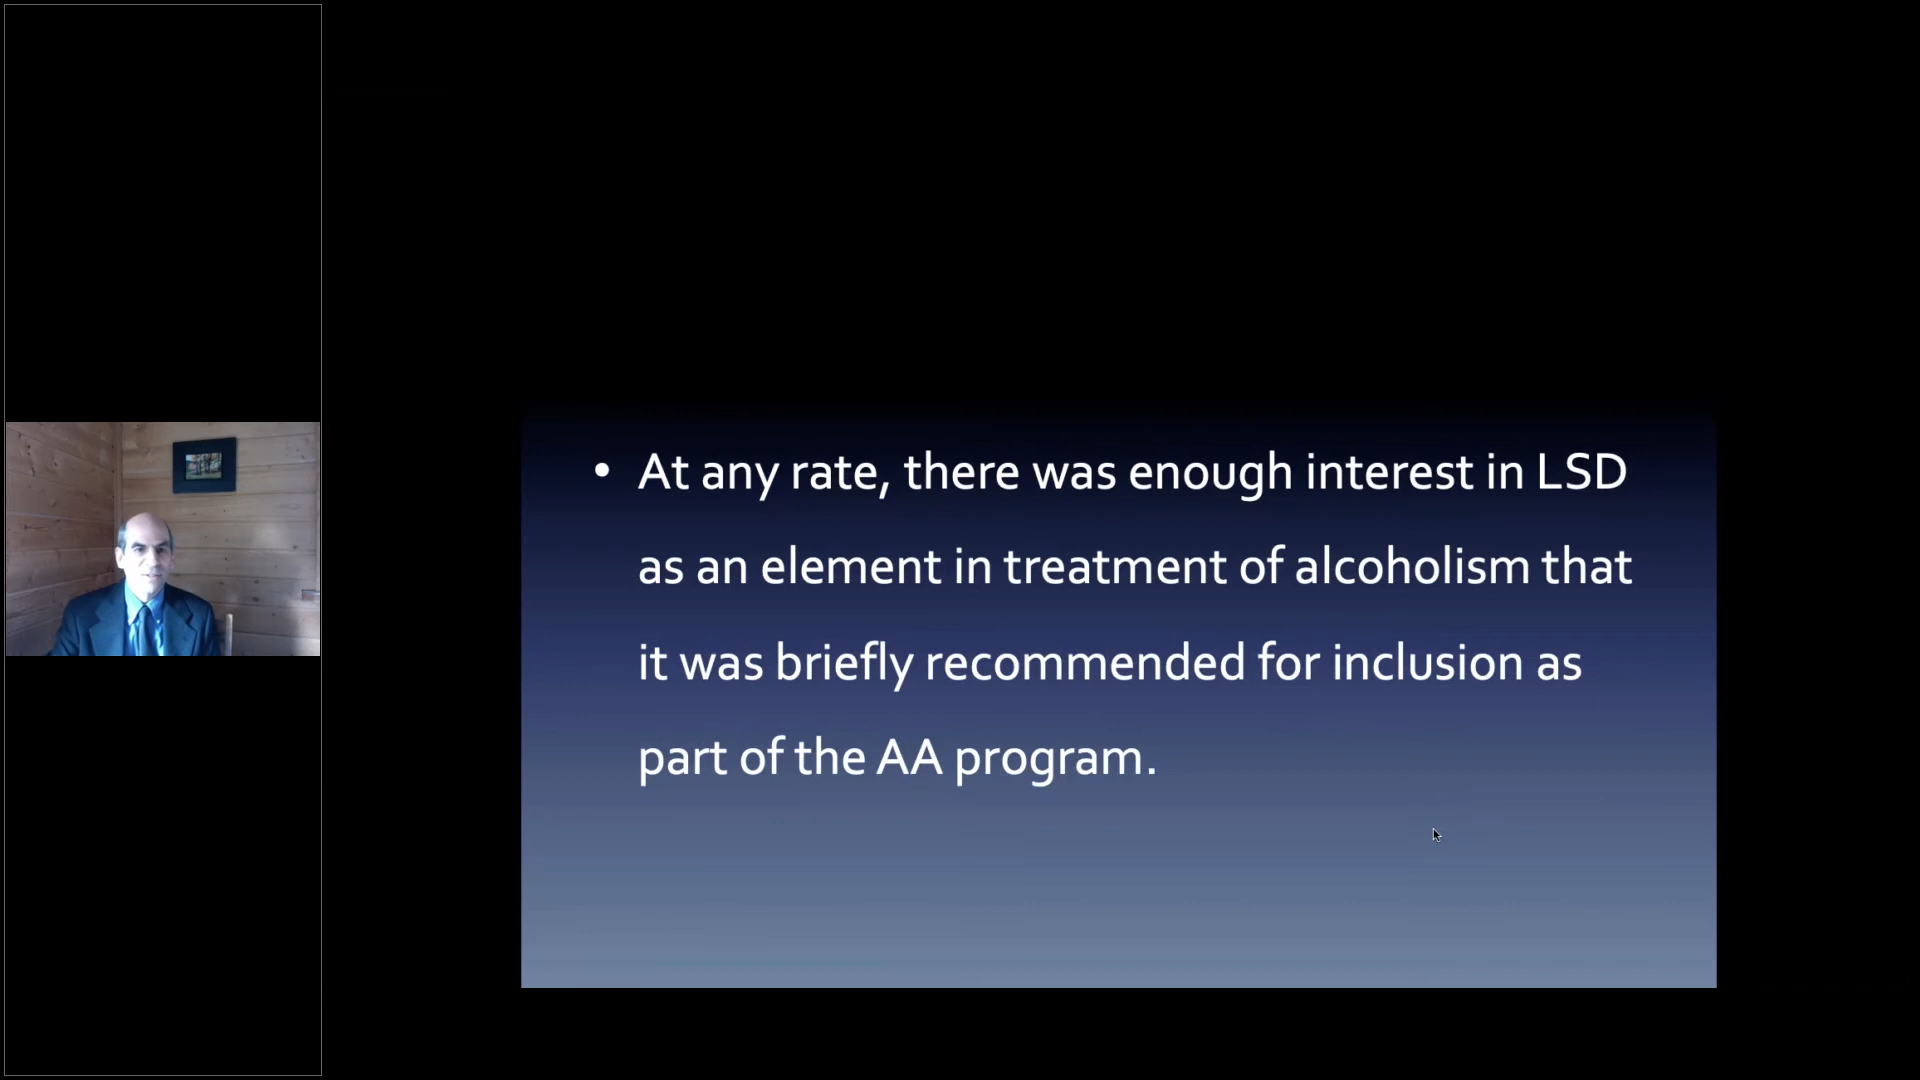 • At any rate, there was enough interest in LSD
as an element in treatment of alcoholism that
it was briefly recommended for inclusion as
part of the AA program.